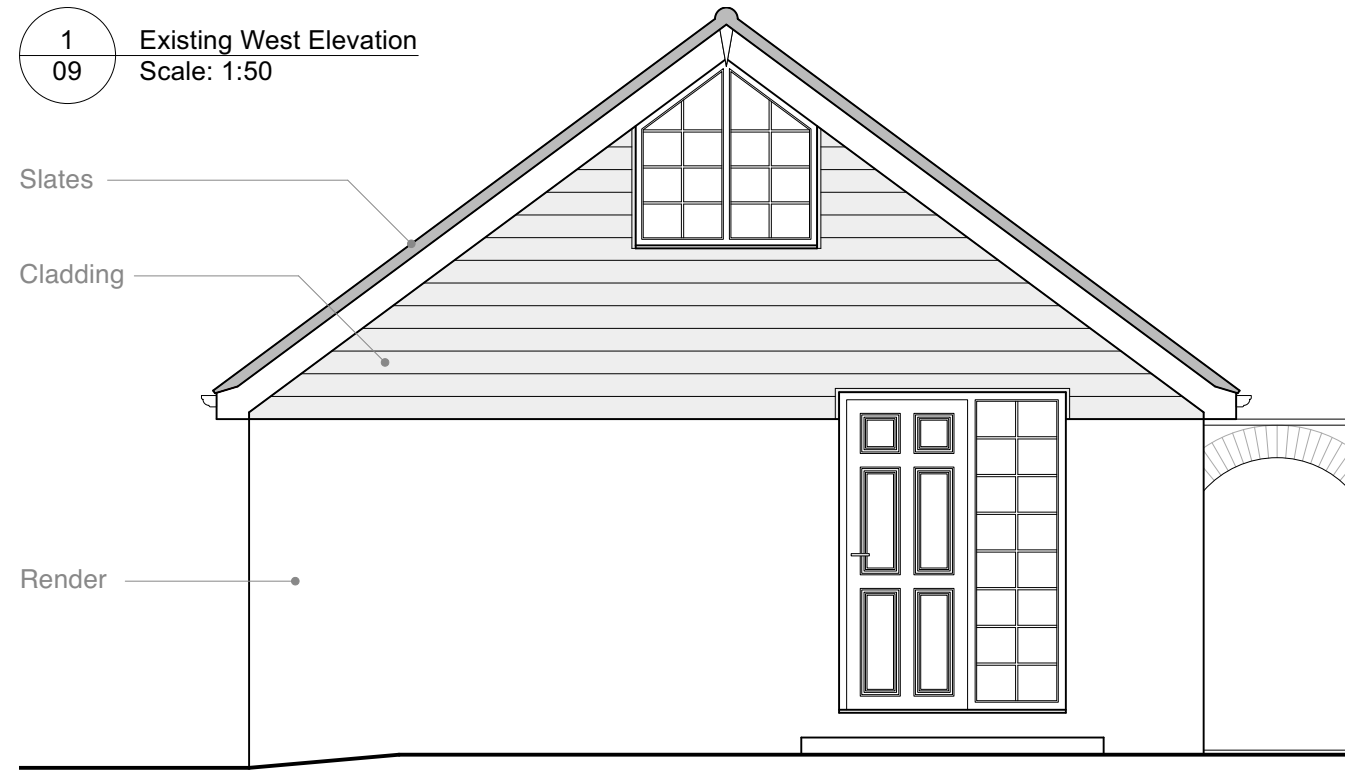 1
09
Existing West Elevation
Scale: 1:50
Slates
Cladding
Render